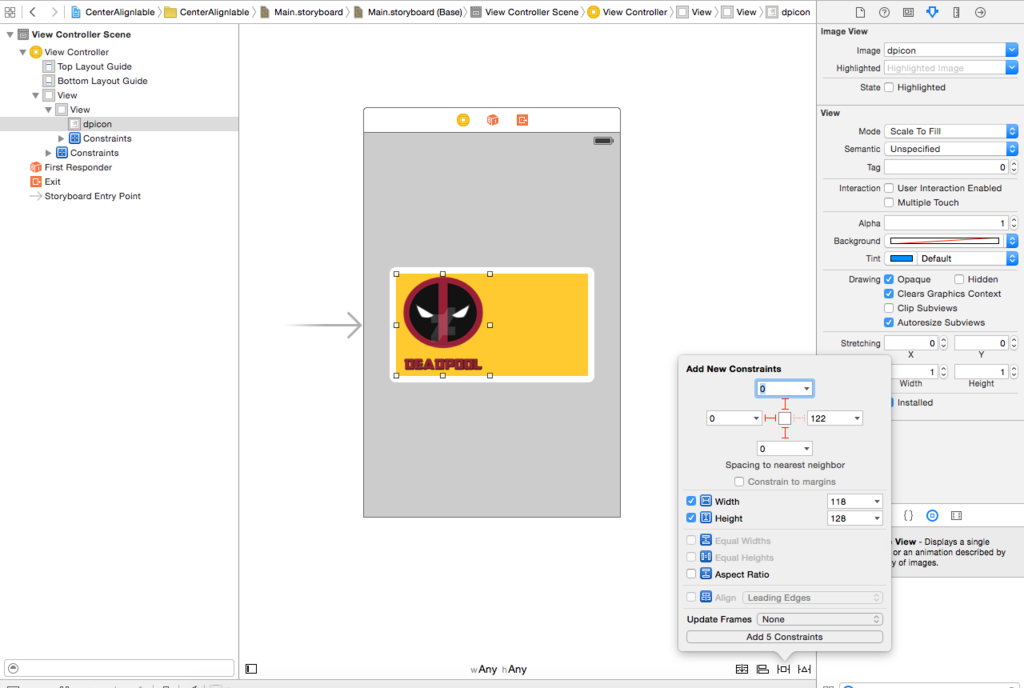 CenterAlignlable
CenterAlignlable
Main.storyboard
Main.storyboard (Base)
View Controller Scene
View Controller
View
View
dpicon
View Controller Scene
View Controller
Top Layout Guide
Bottom Layout Guide
View
View
dpicon
Constraints
Constraints
First Responder
Exit
Storyboard Entry Point
DEADPOOL
wAny hAny
Add New Constraints
0
0
122
0
Spacing to nearest neighbor
Constrain to margins
Width 118
Height 128
Equal Widths
Equal Heights
Aspect Ratio
Align Leading Edges
Update Frames None
Add 5 Constraints
Image View
Image dpicon
Highlighted Highlighted Image
State Highlighted
View
Mode Scale To Fill
Semantic Unspecified
Tag 0
Interaction User Interaction Enabled
Multiple Touch
Alpha 1
Background
Tint Default
Drawing Opaque Hidden
Clears Graphics Context
Clip Subviews
Autoresize Subviews
Stretching 0 0
X Y
1 1
Width Height
Installed
{ }
View - Displays a single
or an animation described by
y of images.